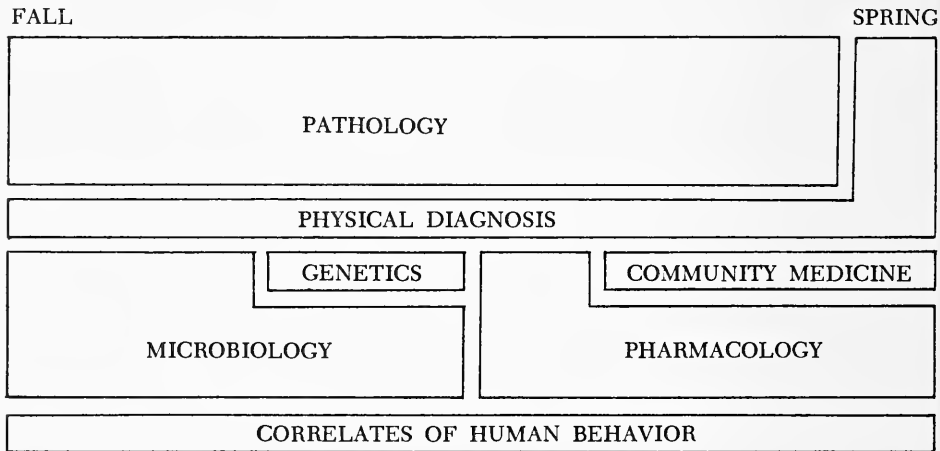 FALL SPRING
PATHOLOGY
PHYSICAL DIAGNOSIS
GENETICS COMMUNITY MEDICINE
MICROBIOLOGY PHARMACOLOGY
CORRELATES OF HUMAN BEHAVIOR